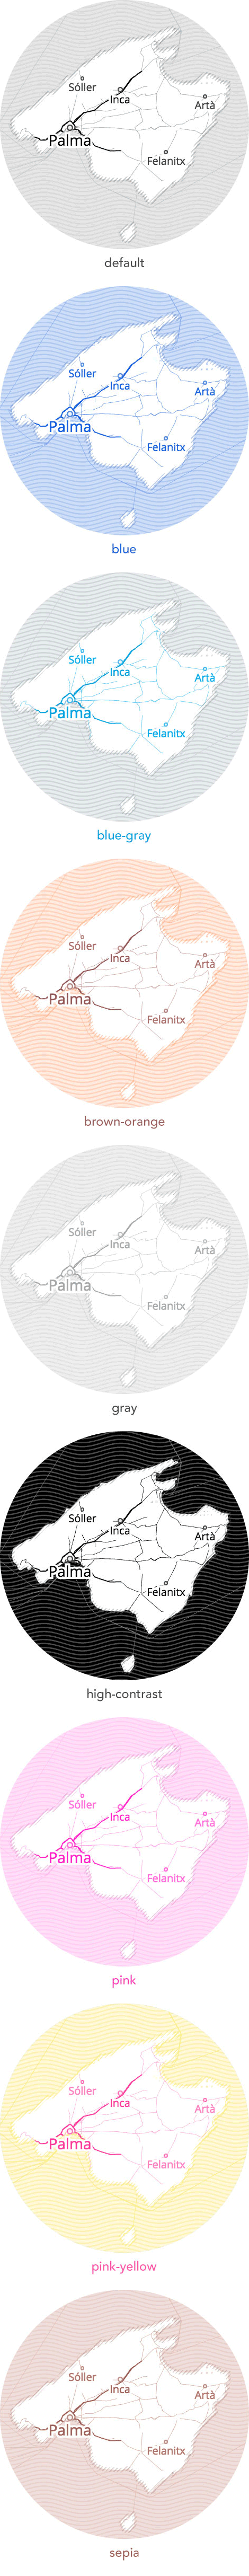 Sóller
Inca
Artà
Palma
Felanitx
default
Sóller
Inca
Artà
Palma
Felanitx
blue
Sóller
Inca
Artà
Palma
Felanitx
blue-gray
Sóller
Inca
Artà
Palma
Felanitx
brown-orange
Sóller
Inca
Artà
Palma
Felanitx
gray
Sóller
Inca
Artà
Palma
Felanitx
high-contrast
Sóller
Inca
Artà
Palma
Felanitx
pink
Sóller
Inca
Artà
Palma
Felanitx
pink-yellow
Sóller
Inca
Artà
Palma
Felanitx
sepia